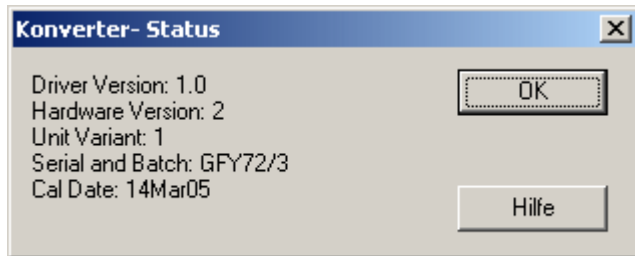 Konverter- Status
Driver Version: 1.0
Hardware Version: 2
Unit Variant: 1
Serial and Batch: GFY72/3
Cal Date: 14Mar05
OK
Hilfe